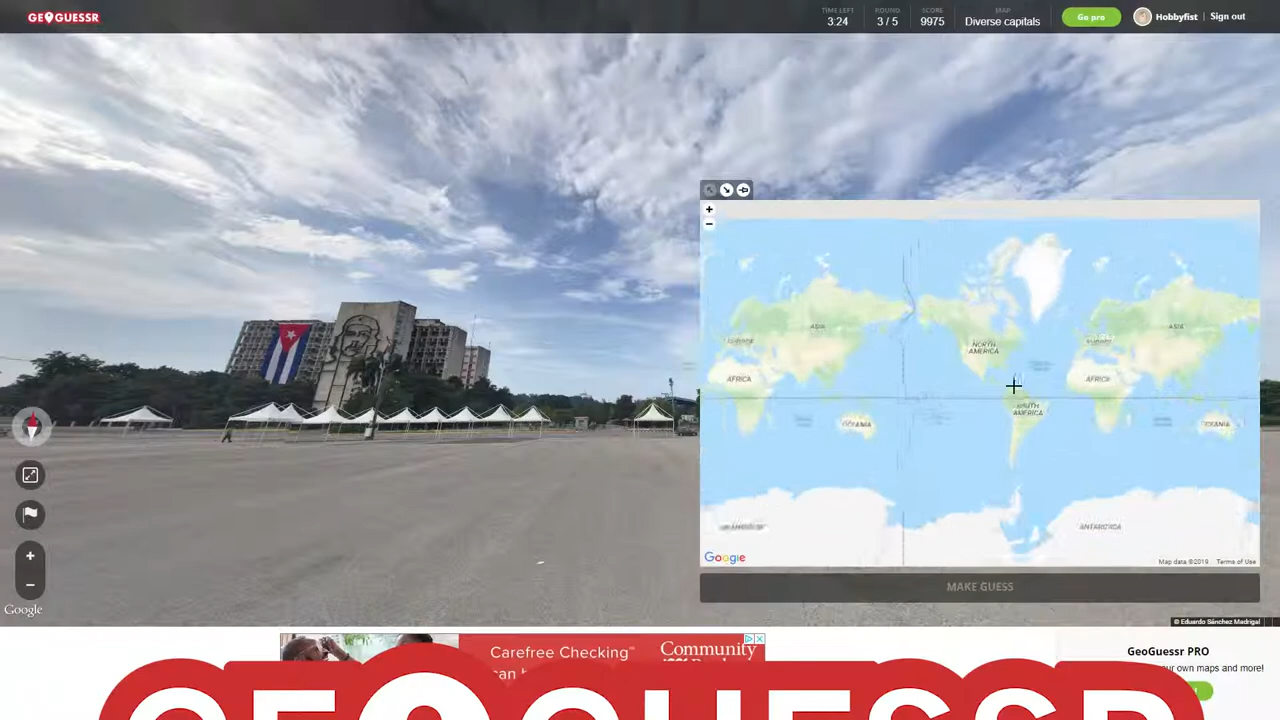 GEOGUESSR
TIME LEFT
3:24
ROUND
3 / 5
SCORE
9975
MAP
Diverse capitals
Go pro
Hobbyfist
Sign out
ASIA
NORTH
AMERICA
ASIA
AFRICA
AFRICA
SOUTH
AMERICA
OCEANIA
OCEANIA
ANTARCTICA
Google
Map data ©2019
Terms of Use
MAKE GUESS
Google
© Eduardo Sánchez Madrigal
Carefree Checking™
Community
GeoGuessr PRO
your own maps and more!
GEOGUESSR